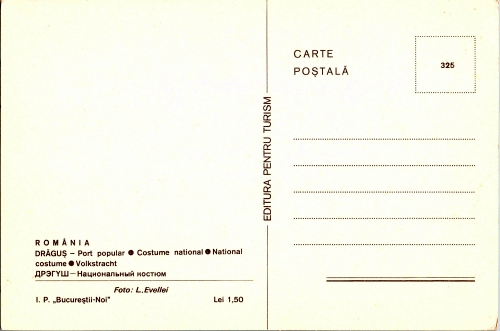 CARTE
POȘTALĂ
325
EDITURA PENTRU TURISM
ROMÂNIA
DRĂGUȘ – Port popular ● Costume national ● National
costume ● Volkstracht
ДРЭГУШ — Национальный костюм
Foto: L. Evellei
I. P. „Bucureștii-Noi" Lei 1,50